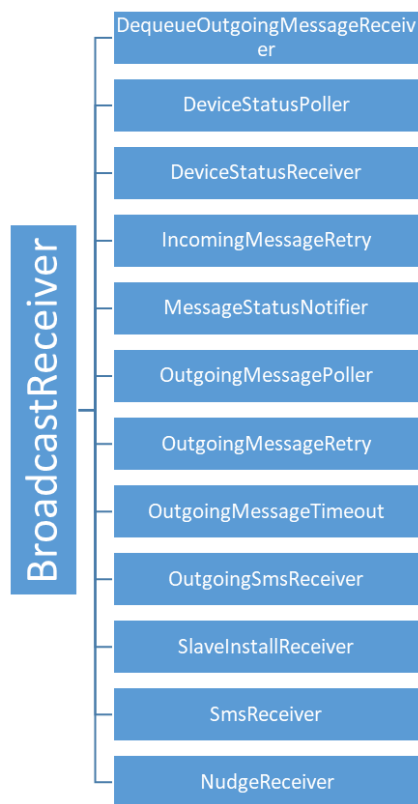 BroadcastReceiver
DequeueOutgoingMessageReceiv
er
DeviceStatusPoller
DeviceStatusReceiver
IncomingMessageRetry
MessageStatusNotifier
OutgoingMessagePoller
OutgoingMessageRetry
OutgoingMessageTimeout
OutgoingSmsReceiver
SlaveInstallReceiver
SmsReceiver
NudgeReceiver